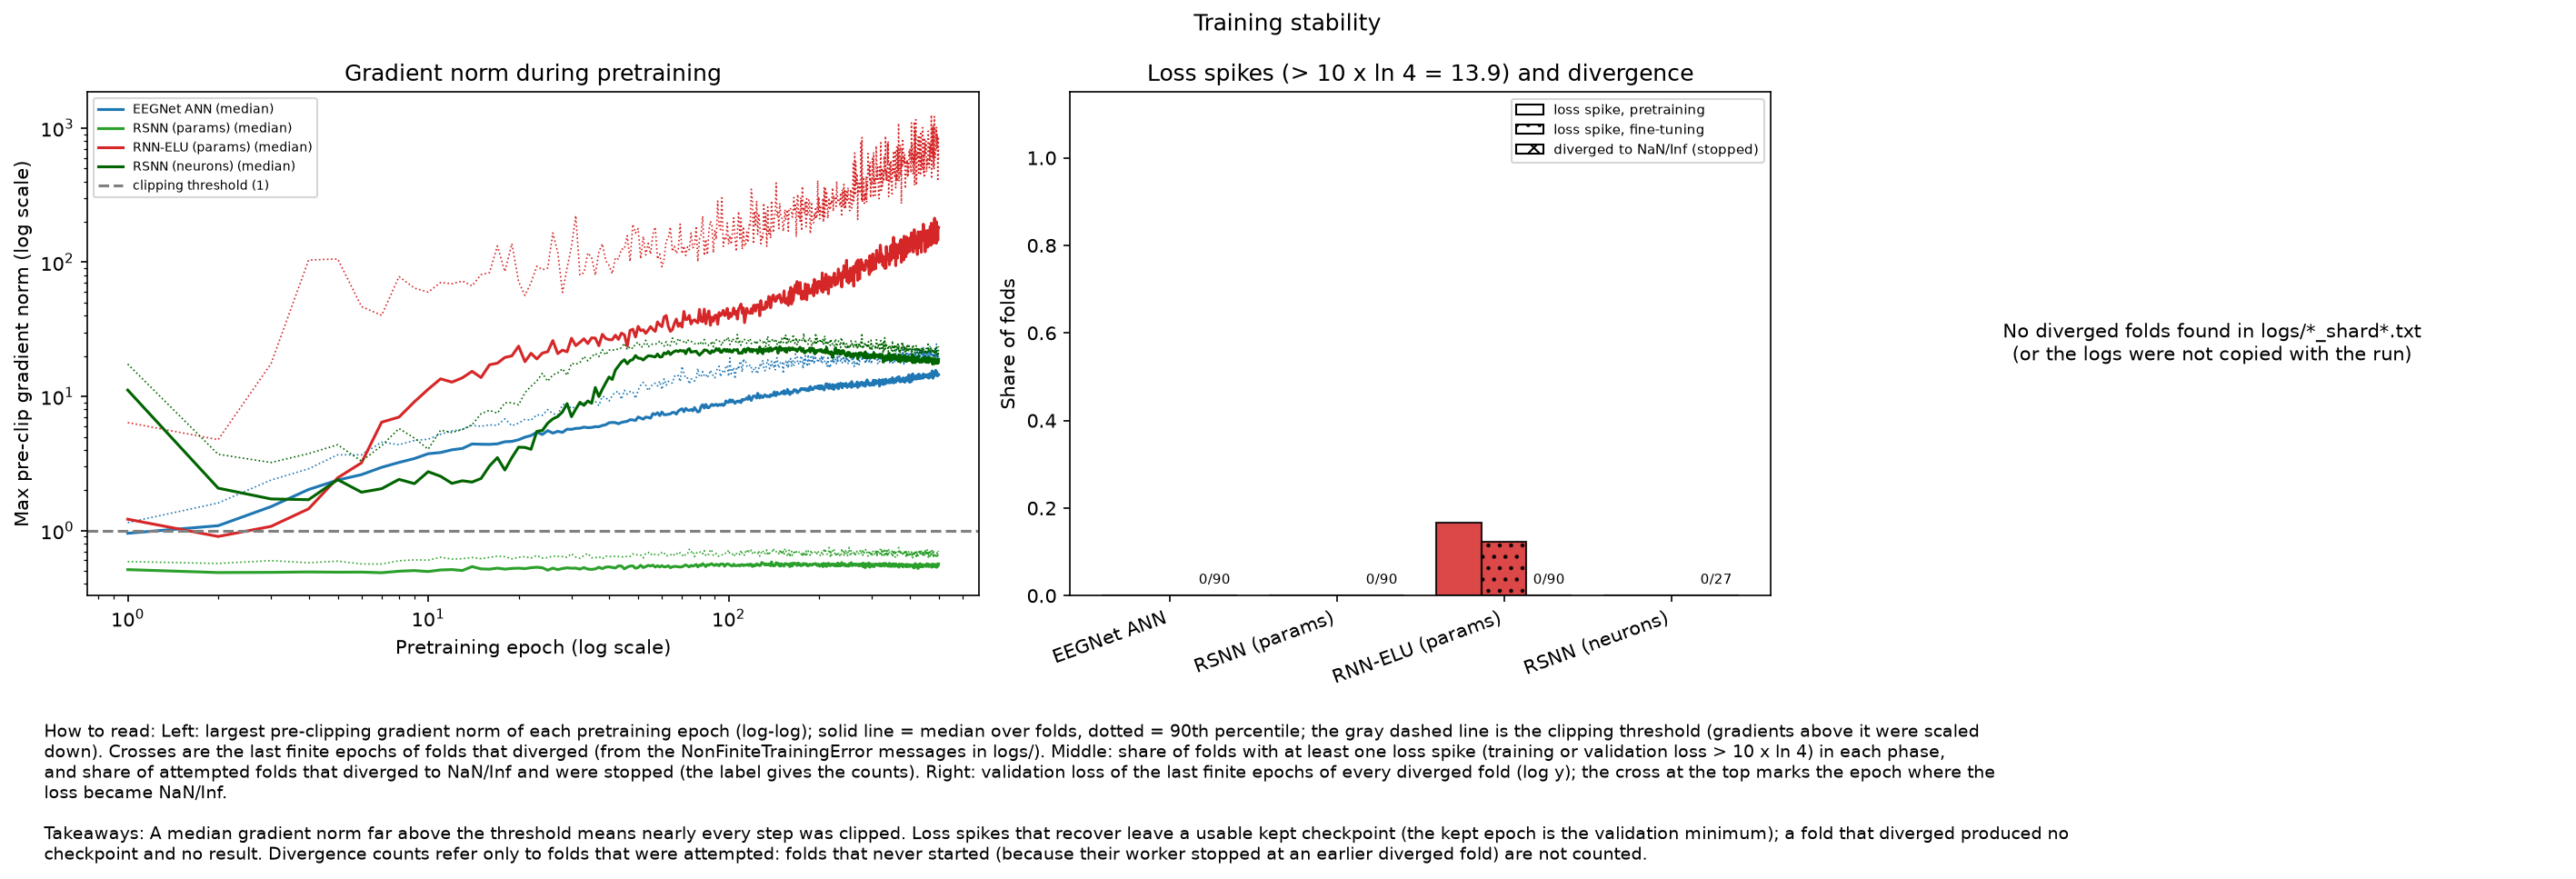 Training stability
Gradient norm during pretraining
Max pre-clip gradient norm (log scale)
10³
10²
10¹
10⁰
EEGNet ANN (median)
RSNN (params) (median)
RNN-ELU (params) (median)
RSNN (neurons) (median)
clipping threshold (1)
10⁰
10¹
10²
Pretraining epoch (log scale)
Loss spikes (> 10 x ln 4 = 13.9) and divergence
Share of folds
1.0
0.8
0.6
0.4
0.2
0.0
loss spike, pretraining
loss spike, fine-tuning
diverged to NaN/Inf (stopped)
0/90
0/90
0/90
0/27
EEGNet ANN
RSNN (params)
RNN-ELU (params)
RSNN (neurons)
No diverged folds found in logs/*_shard*.txt
(or the logs were not copied with the run)
How to read: Left: largest pre-clipping gradient norm of each pretraining epoch (log-log); solid line = median over folds, dotted = 90th percentile; the gray dashed line is the clipping threshold (gradients above it were scaled
down). Crosses are the last finite epochs of folds that diverged (from the NonFiniteTrainingError messages in logs/). Middle: share of folds with at least one loss spike (training or validation loss > 10 x ln 4) in each phase,
and share of attempted folds that diverged to NaN/Inf and were stopped (the label gives the counts). Right: validation loss of the last finite epochs of every diverged fold (log y); the cross at the top marks the epoch where the
loss became NaN/Inf.
Takeaways: A median gradient norm far above the threshold means nearly every step was clipped. Loss spikes that recover leave a usable kept checkpoint (the kept epoch is the validation minimum); a fold that diverged produced no
checkpoint and no result. Divergence counts refer only to folds that were attempted: folds that never started (because their worker stopped at an earlier diverged fold) are not counted.